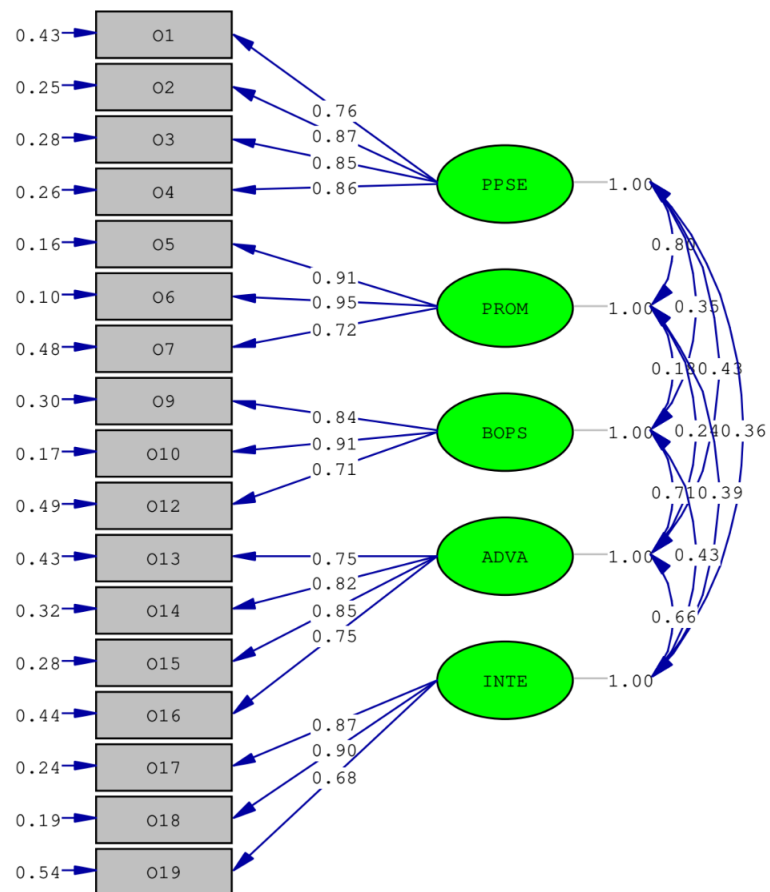 0.43 O1
0.25 O2
0.28 O3
0.26 O4
0.16 O5
0.10 O6
0.48 O7
0.30 O9
0.17 O10
0.49 O12
0.43 O13
0.32 O14
0.28 O15
0.44 O16
0.24 O17
0.19 O18
0.54 O19
0.76
0.87
0.85
0.86
0.91
0.95
0.72
0.84
0.91
0.71
0.75
0.82
0.85
0.75
0.87
0.90
0.68
PPSE 1.00
PROM 1.00
BOPS 1.00
ADVA 1.00
INTE 1.00
0.35
0.43
0.24 0.36
0.71 0.39
0.43
0.66